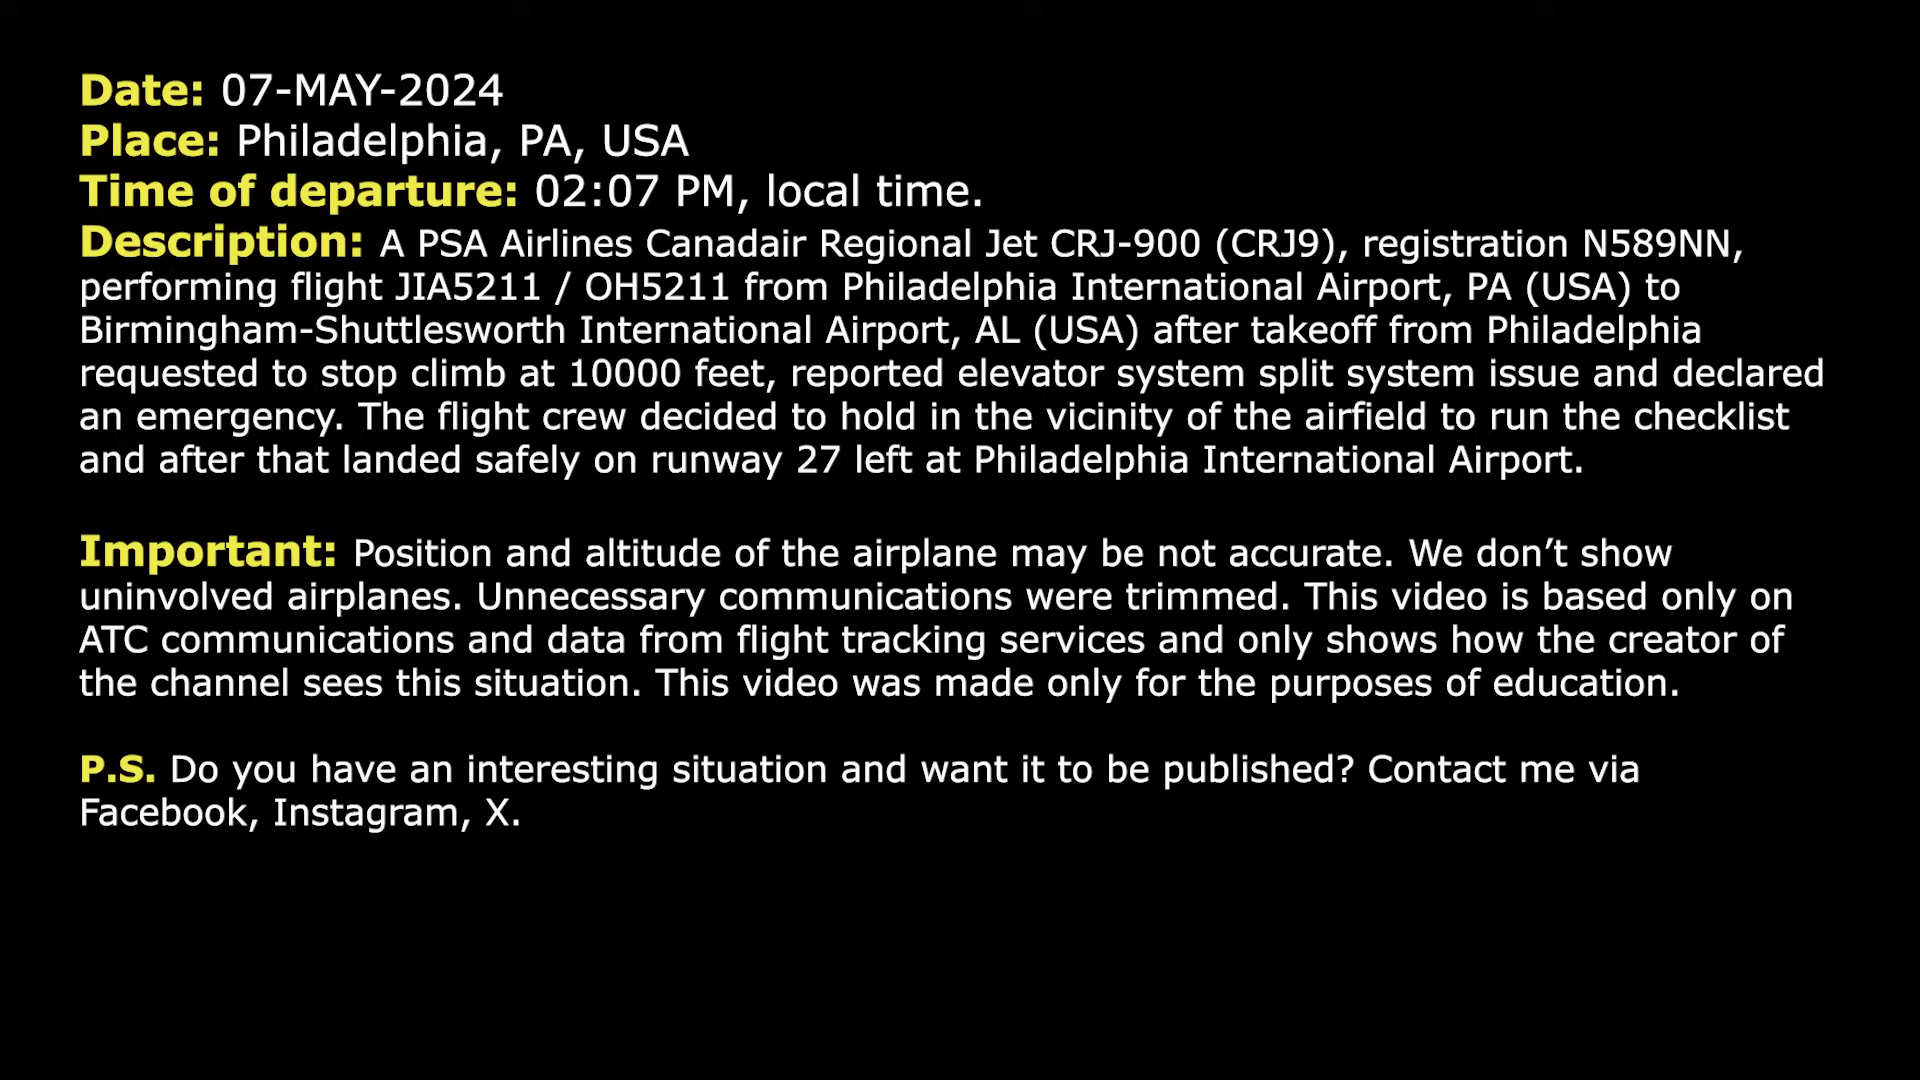 Date: 07-MAY-2024
Place: Philadelphia, PA, USA
Time of departure: 02:07 PM, local time.
Description: A PSA Airlines Canadair Regional Jet CRJ-900 (CRJ9), registration N589NN,
performing flight JIA5211 / OH5211 from Philadelphia International Airport, PA (USA) to
Birmingham-Shuttlesworth International Airport, AL (USA) after takeoff from Philadelphia
requested to stop climb at 10000 feet, reported elevator system split system issue and declared
an emergency. The flight crew decided to hold in the vicinity of the airfield to run the checklist
and after that landed safely on runway 27 left at Philadelphia International Airport.
Important: Position and altitude of the airplane may be not accurate. We don’t show
uninvolved airplanes. Unnecessary communications were trimmed. This video is based only on
ATC communications and data from flight tracking services and only shows how the creator of
the channel sees this situation. This video was made only for the purposes of education.
P.S. Do you have an interesting situation and want it to be published? Contact me via
Facebook, Instagram, X.